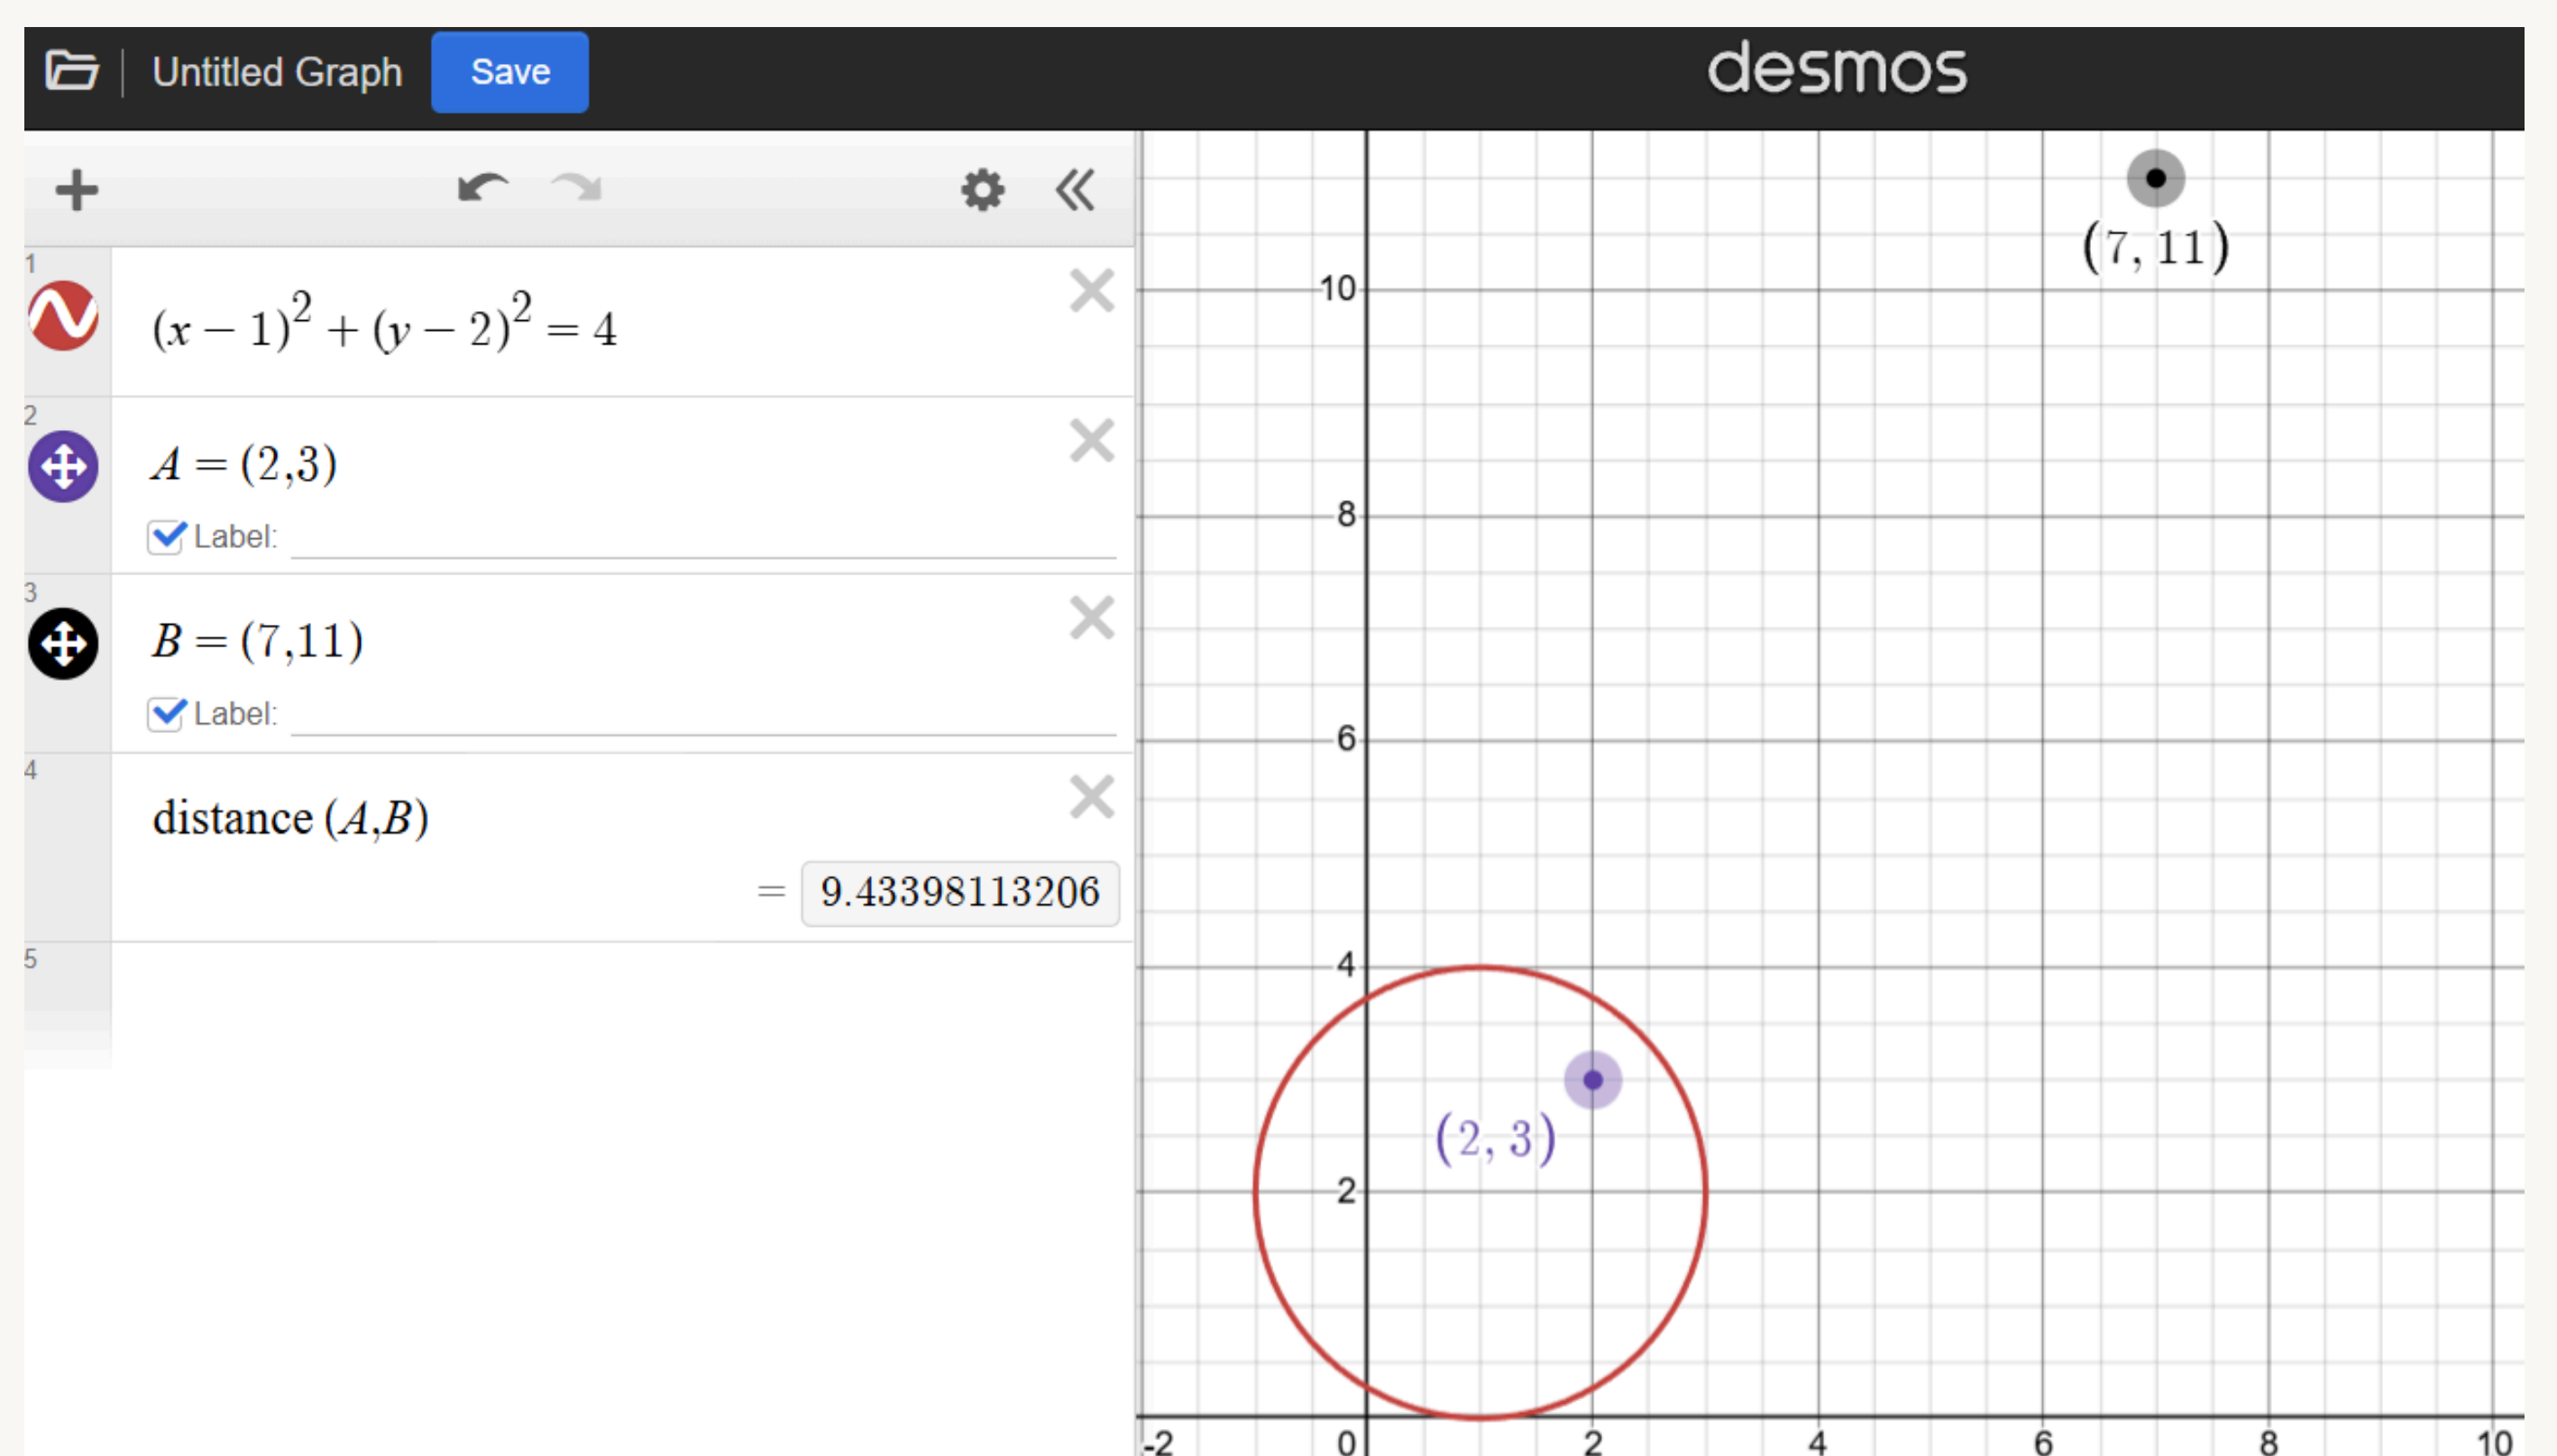 Untitled Graph Save desmos
1
(x − 1)² + (y − 2)² = 4
2
A = (2,3)
Label:
3
B = (7,11)
Label:
4
distance (A,B)
= 9.43398113206
5
(7, 11)
10
8
6
4
(2, 3)
2
-2 0 2 4 6 8 10